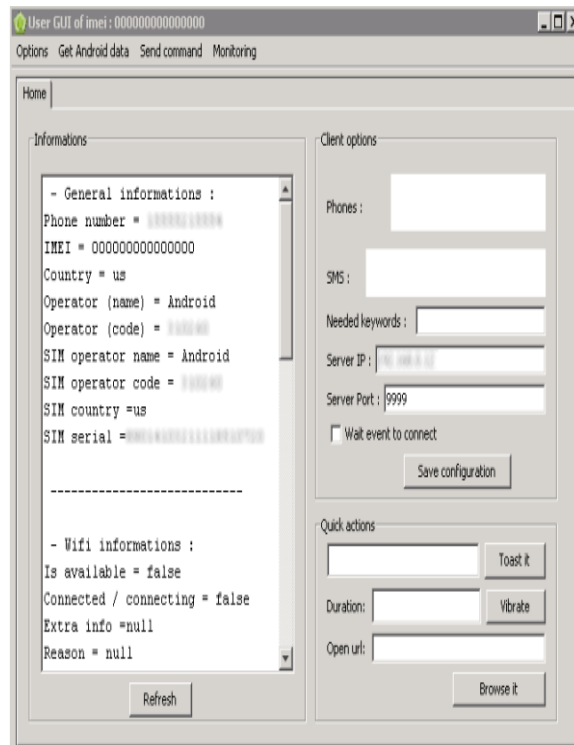 User GUI of imei : 000000000000000
Options Get Android data Send command Monitoring
Home
Informations
- General informations :
Phone number =
IMEI = 000000000000000
Country = us
Operator (name) = Android
Operator (code) =
SIM operator name = Android
SIM operator code =
SIM country =us
SIM serial =
----------------------------
- Wifi informations :
Is available = false
Connected / connecting = false
Extra info =null
Reason = null
Refresh
Client options
Phones :
SMS :
Needed keywords :
Server IP :
Server Port : 9999
Wait event to connect
Save configuration
Quick actions
Toast it
Duration: Vibrate
Open url:
Browse it